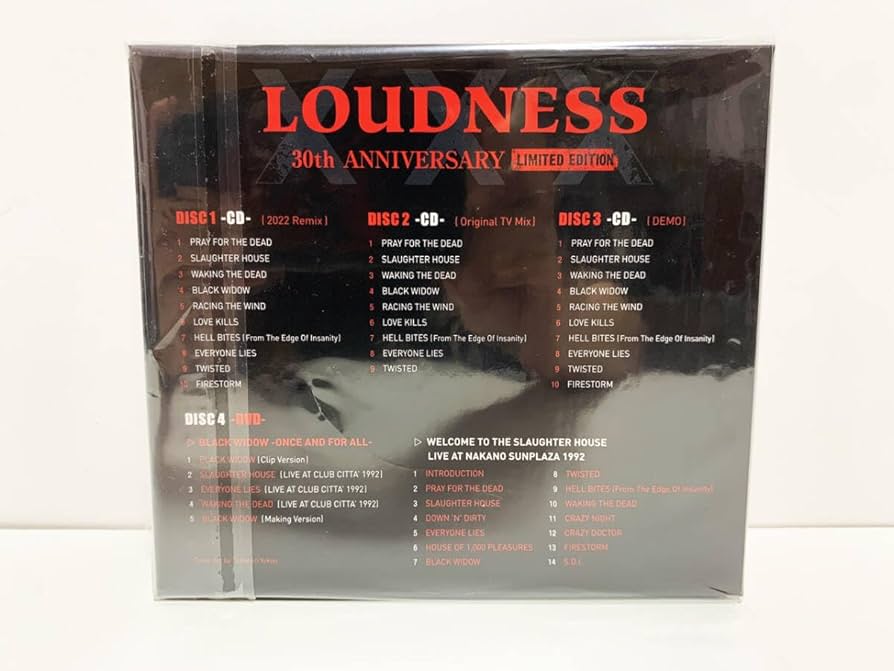 XXX
LOUDNESS
30th ANNIVERSARY LIMITED EDITION
DISC 1 -CD- [2022 Remix]
1 PRAY FOR THE DEAD
2 SLAUGHTER HOUSE
3 WAKING THE DEAD
4 BLACK WIDOW
5 RACING THE WIND
6 LOVE KILLS
7 HELL BITES [From The Edge Of Insanity]
8 EVERYONE LIES
9 TWISTED
10 FIRESTORM
DISC 2 -CD- [Original TV Mix]
1 PRAY FOR THE DEAD
2 SLAUGHTER HOUSE
3 WAKING THE DEAD
4 BLACK WIDOW
5 RACING THE WIND
6 LOVE KILLS
7 HELL BITES [From The Edge Of Insanity]
8 EVERYONE LIES
9 TWISTED
DISC 3 -CD- [DEMO]
1 PRAY FOR THE DEAD
2 SLAUGHTER HOUSE
3 WAKING THE DEAD
4 BLACK WIDOW
5 RACING THE WIND
6 LOVE KILLS
7 HELL BITES [From The Edge Of Insanity]
8 EVERYONE LIES
9 TWISTED
10 FIRESTORM
DISC 4 -DVD-
▷ BLACK WIDOW -ONCE AND FOR ALL-
1 BLACK WIDOW [Clip Version]
2 SLAUGHTER HOUSE [LIVE AT CLUB CITTA' 1992]
3 EVERYONE LIES [LIVE AT CLUB CITTA' 1992]
4 WAKING THE DEAD [LIVE AT CLUB CITTA' 1992]
5 BLACK WIDOW [Making Version]
▷ WELCOME TO THE SLAUGHTER HOUSE
LIVE AT NAKANO SUNPLAZA 1992
1 INTRODUCTION
2 PRAY FOR THE DEAD
3 SLAUGHTER HOUSE
4 DOWN 'N' DIRTY
5 EVERYONE LIES
6 HOUSE OF 1,000 PLEASURES
7 BLACK WIDOW
8 TWISTED
9 HELL BITES [From The Edge Of Insanity]
10 WAKING THE DEAD
11 CRAZY NIGHT
12 CRAZY DOCTOR
13 FIRESTORM
14 S.D.I.